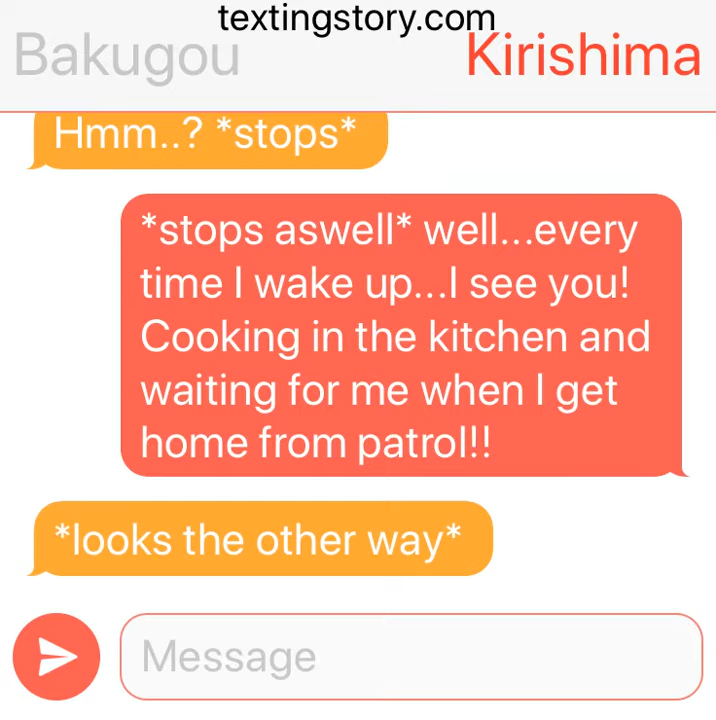 textingstory.com
Bakugou
Kirishima
Hmm..? *stops*
*stops aswell* well...every
time I wake up...I see you!
Cooking in the kitchen and
waiting for me when I get
home from patrol!!
*looks the other way*
Message